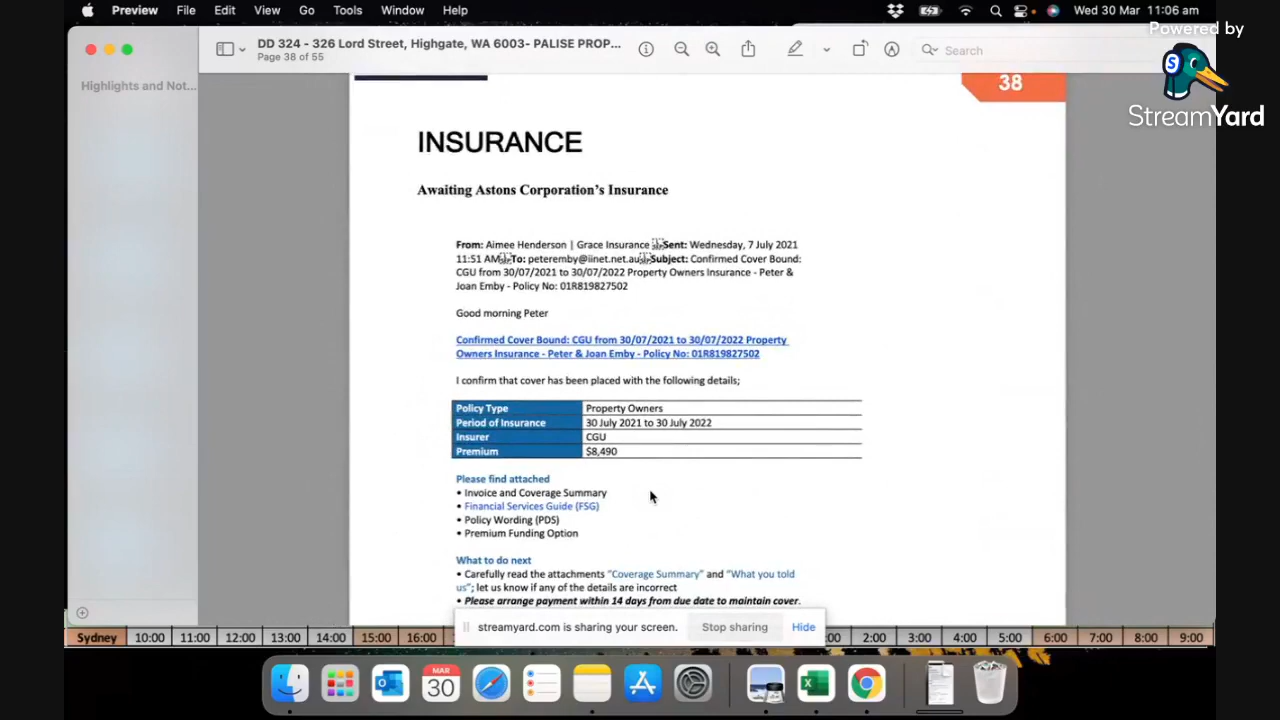 Preview File Edit View Go Tools Window Help Wed 30 Mar 11:06 am
Powered by
StreamYard
DD 324 - 326 Lord Street, Highgate, WA 6003- PALISE PROP...
Page 38 of 55
Search
Highlights and Not...
38
INSURANCE
Awaiting Astons Corporation's Insurance
From: Aimee Henderson | Grace Insurance Sent: Wednesday, 7 July 2021
11:51 AM To: peteremby@iinet.net.au Subject: Confirmed Cover Bound:
CGU from 30/07/2021 to 30/07/2022 Property Owners Insurance - Peter &
Joan Emby - Policy No: 01R819827502
Good morning Peter
Confirmed Cover Bound: CGU from 30/07/2021 to 30/07/2022 Property
Owners Insurance - Peter & Joan Emby - Policy No: 01R819827502
I confirm that cover has been placed with the following details;
Policy Type Property Owners
Period of Insurance 30 July 2021 to 30 July 2022
Insurer CGU
Premium $8,490
Please find attached
• Invoice and Coverage Summary
• Financial Services Guide (FSG)
• Policy Wording (PDS)
• Premium Funding Option
What to do next
• Carefully read the attachments "Coverage Summary" and "What you told
us"; let us know if any of the details are incorrect
• Please arrange payment within 14 days from due date to maintain cover.
streamyard.com is sharing your screen. Stop sharing Hide
Sydney 10:00 11:00 12:00 13:00 14:00 15:00 16:00 2:00 3:00 4:00 5:00 6:00 7:00 8:00 9:00
MAR
30